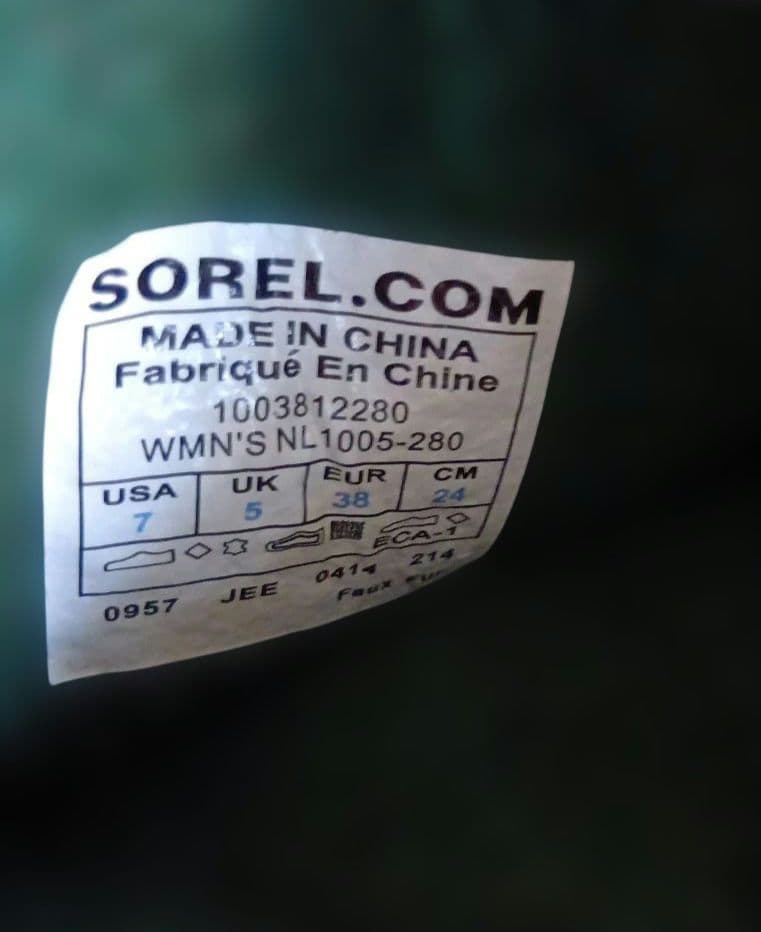 SOREL.COM
MADE IN CHINA
Fabriqué En Chine
1003812280
WMN'S NL1005-280
USA UK EUR CM
7 5 38 24
ECA-1
0957 JEE 0414 214
Faux